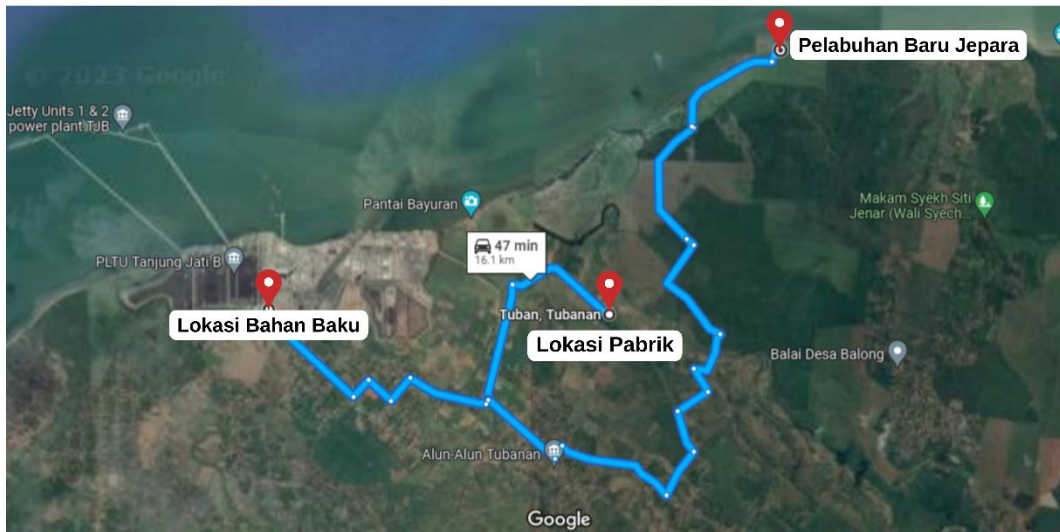 © 2023 Google
Pelabuhan Baru Jepara
Jetty Units 1 & 2
power plant TJB
Pantai Bayuran
Makam Syekh Siti
Jenar (Wali Syech...
47 min
16.1 km
PLTU Tanjung Jati B
Lokasi Bahan Baku
Tuban, Tubanan
Lokasi Pabrik
Balai Desa Balong
Alun-Alun Tubanan
Google